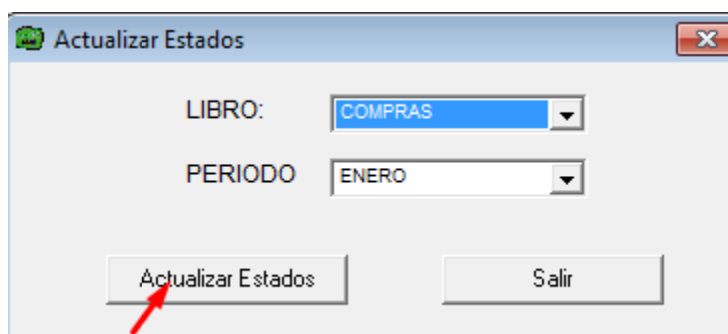 Actualizar Estados
LIBRO: COMPRAS
PERIODO ENERO
Actualizar Estados Salir